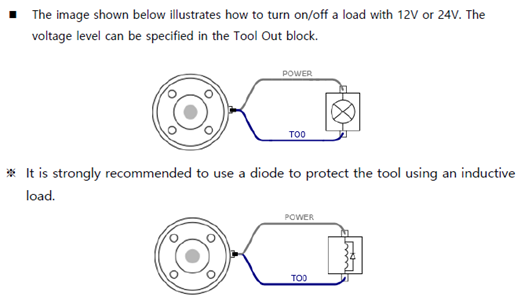 ■ The image shown below illustrates how to turn on/off a load with 12V or 24V. The
voltage level can be specified in the Tool Out block.
POWER
TO0
※ It is strongly recommended to use a diode to protect the tool using an inductive
load.
POWER
TO0